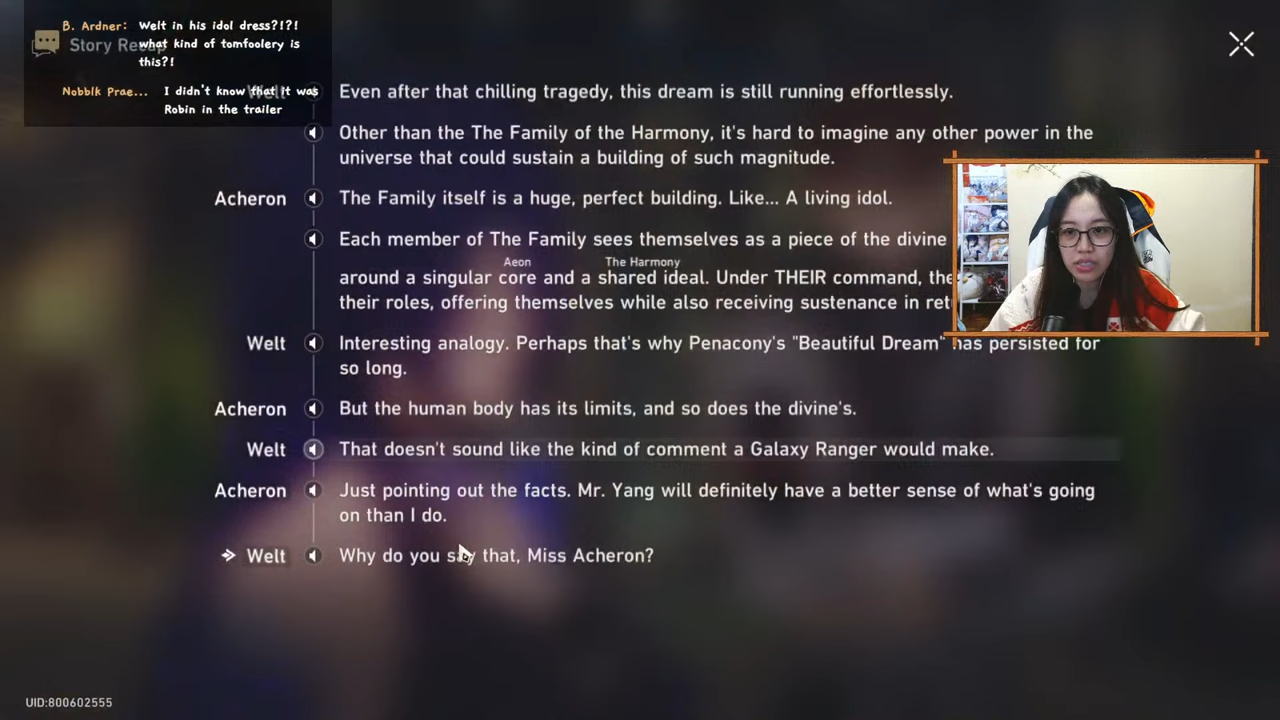 B. Ardner: Welt in his idol dress?!?!
what kind of tomfoolery is
this?!
Story
Nobblk Prae... I didn't know that it was
Robin in the trailer
Even after that chilling tragedy, this dream is still running effortlessly.
Other than the The Family of the Harmony, it's hard to imagine any other power in the
universe that could sustain a building of such magnitude.
Acheron The Family itself is a huge, perfect building. Like... A living idol.
Each member of The Family sees themselves as a piece of the divine
Aeon The Harmony
around a singular core and a shared ideal. Under THEIR command,
their roles, offering themselves while also receiving sustenance in
Welt Interesting analogy. Perhaps that's why Penacony's "Beautiful Dream" has persisted for
so long.
Acheron But the human body has its limits, and so does the divine's.
Welt That doesn't sound like the kind of comment a Galaxy Ranger would make.
Acheron Just pointing out the facts. Mr. Yang will definitely have a better sense of what's going
on than I do.
Welt Why do you say that, Miss Acheron?
UID:800602555